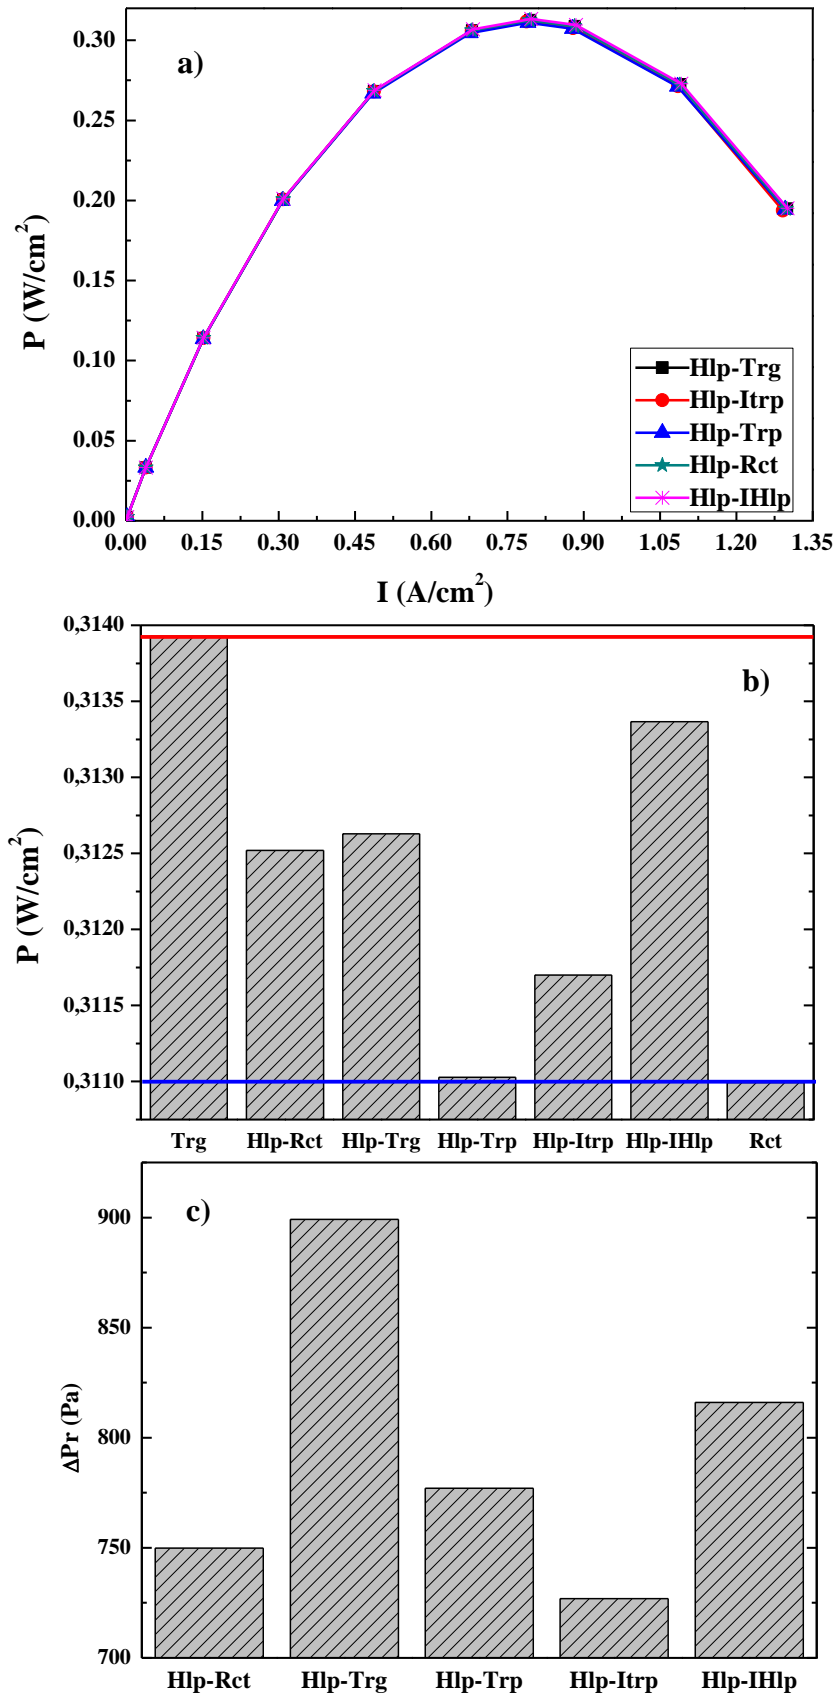 a)
0.30
0.25
0.20
0.15
0.10
0.05
0.00
P (W/cm²)
Hlp-Trg
Hlp-Itrp
Hlp-Trp
Hlp-Rct
Hlp-IHlp
0.00 0.15 0.30 0.45 0.60 0.75 0.90 1.05 1.20 1.35
I (A/cm²)
b)
0,3140
0,3135
0,3130
0,3125
0,3120
0,3115
0,3110
P (W/cm²)
Trg Hlp-Rct Hlp-Trg Hlp-Trp Hlp-Itrp Hlp-IHlp Rct
c)
900
850
800
750
700
ΔPr (Pa)
Hlp-Rct Hlp-Trg Hlp-Trp Hlp-Itrp Hlp-IHlp